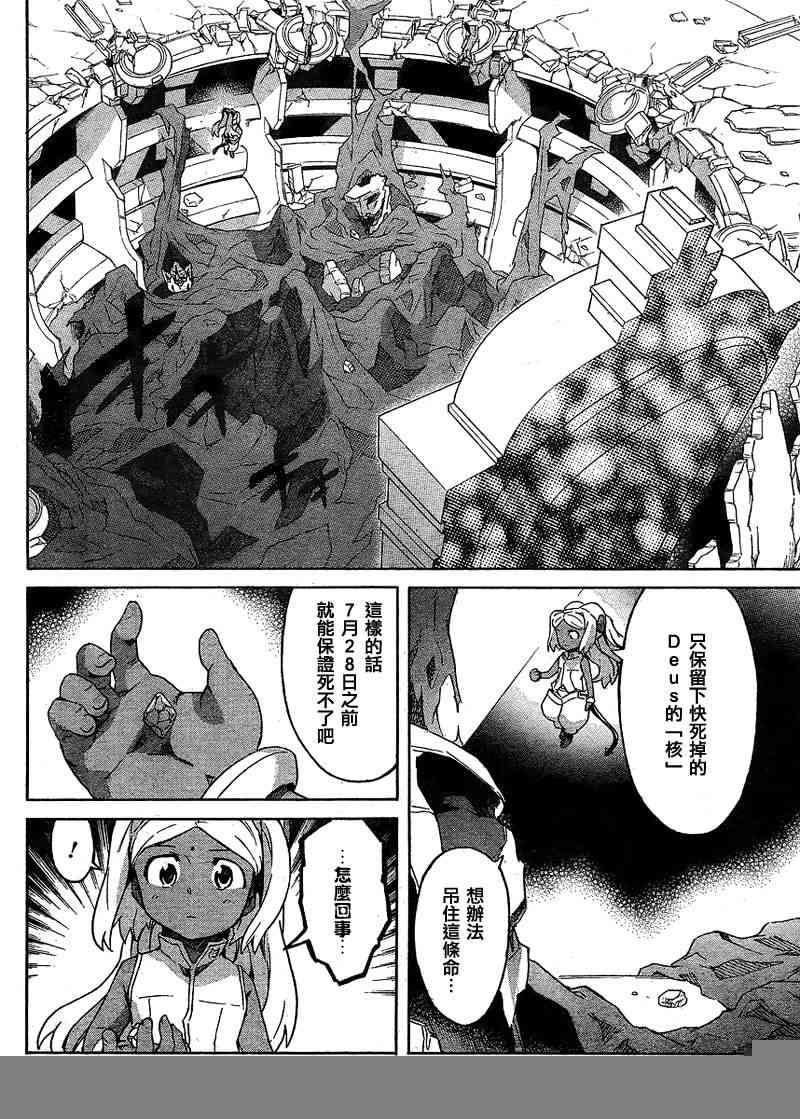 只保留下快死掉的
Deus的「核」
想辦法
吊住這條命…
這樣的話
7月28日之前
就能保證死不了吧
…怎麼回事…
!